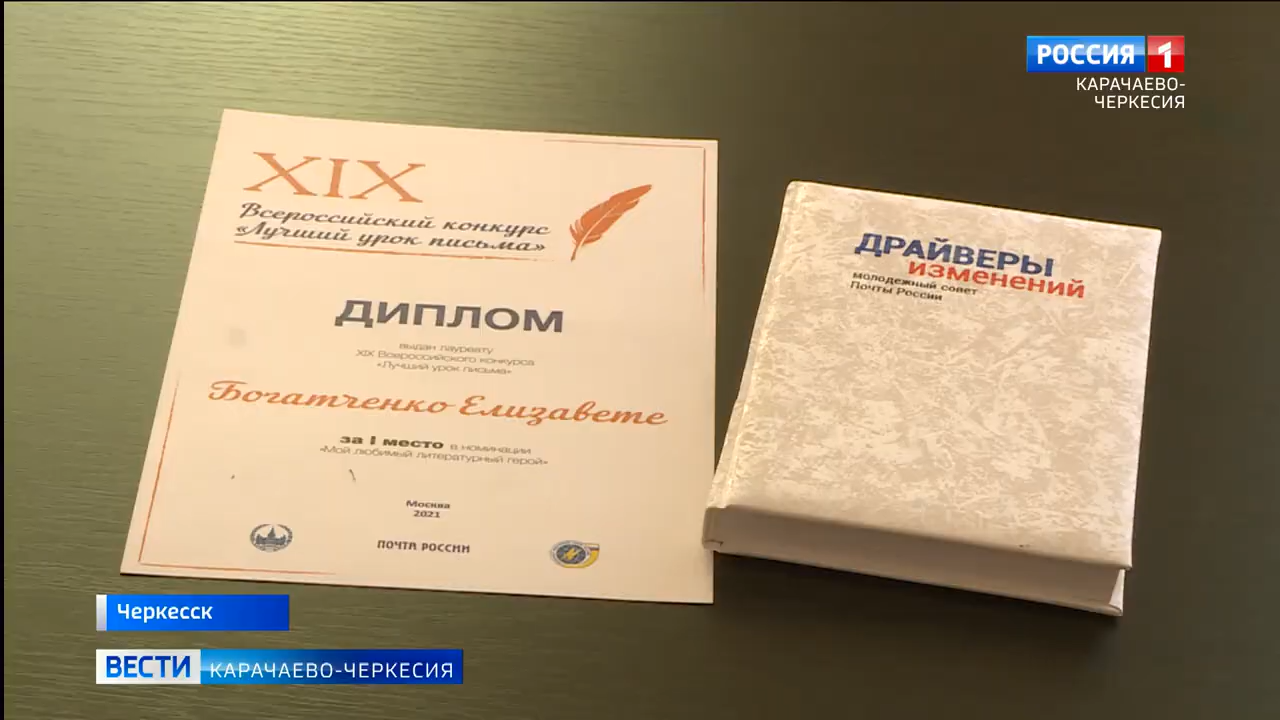 РОССИЯ 1
КАРАЧАЕВО-
ЧЕРКЕСИЯ
XIX
Всероссийский конкурс
«Лучший урок письма»
ДИПЛОМ
выдан лауреату
XIX Всероссийского конкурса
«Лучший урок письма»
Богатченко Елизавете
за I место в номинации
«Мой любимый литературный герой»
Москва
2021
ПОЧТА РОССИИ
ДРАЙВЕРЫ
изменений
молодежный совет
Почты России
Черкесск
ВЕСТИ КАРАЧАЕВО-ЧЕРКЕСИЯ